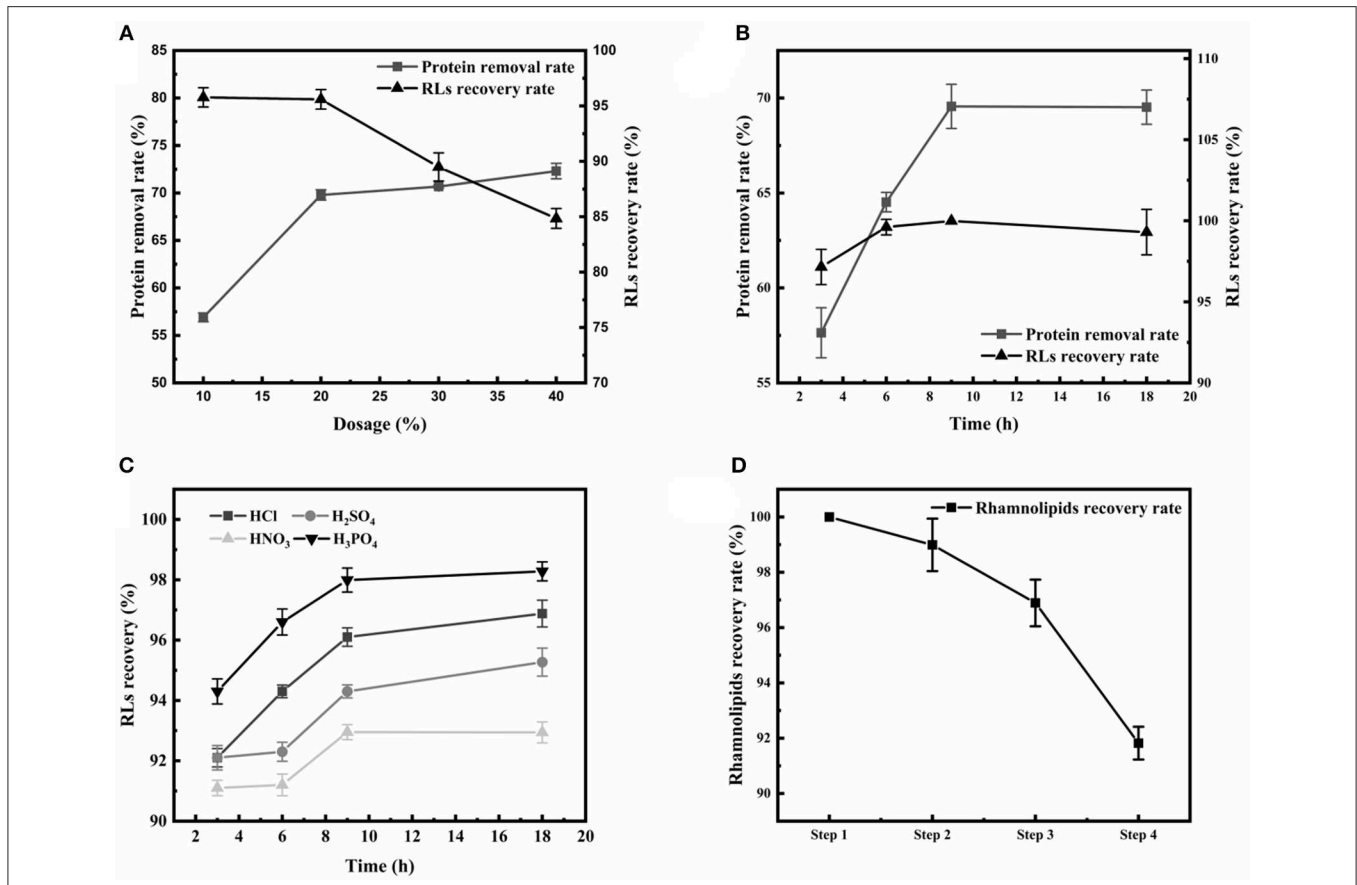 A
Protein removal rate
RLs recovery rate
Protein removal rate (%)
85
80
75
70
65
60
55
50
100
95
90
85
80
75
70
RLs recovery rate (%)
10 15 20 25 30 35 40
Dosage (%)
B
Protein removal rate (%)
70
65
60
55
110
105
100
95
90
RLs recovery rate (%)
Protein removal rate
RLs recovery rate
2 4 6 8 10 12 14 16 18 20
Time (h)
C
HCl H₂SO₄
HNO₃ H₃PO₄
RLs recovery (%)
100
98
96
94
92
90
2 4 6 8 10 12 14 16 18 20
Time (h)
D
Rhamnolipids recovery rate
Rhamnolipids recovery rate (%)
100
98
96
94
92
90
Step 1 Step 2 Step 3 Step 4